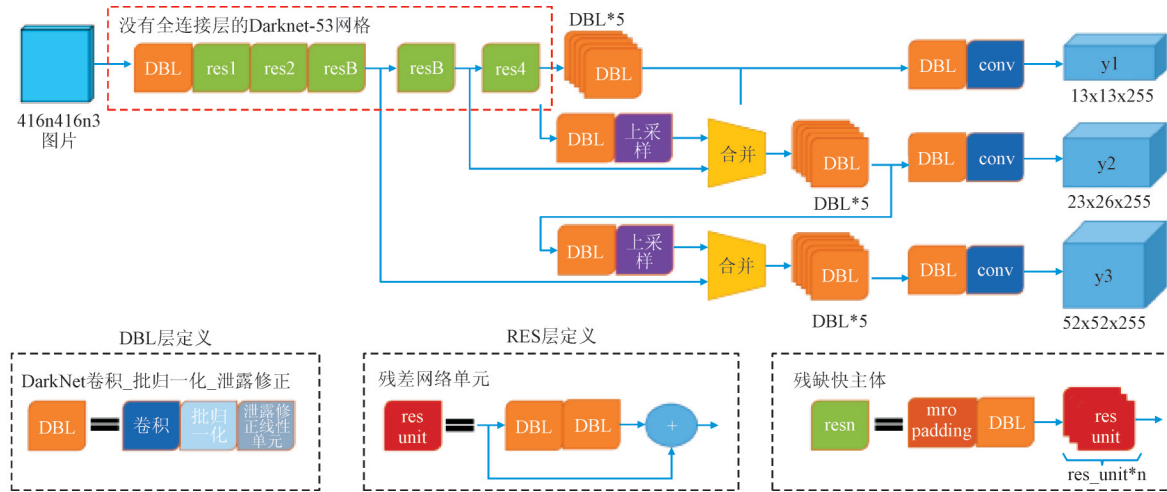 没有全连接层的Darknet-53网格
DBL*5
DBL
res1
res2
resB
resB
res4
DBL
DBL
conv
y1
13x13x255
416n416n3
图片
DBL
上采
样
合并
DBL
DBL*5
DBL
conv
y2
23x26x255
DBL
上采
样
合并
DBL
DBL*5
DBL
conv
y3
52x52x255
DBL层定义
DarkNet卷积_批归一化_泄露修正
DBL
卷积
批归
一化
泄露修
正线性
单元
RES层定义
残差网络单元
res
unit
DBL
DBL
+
残缺快主体
resn
mro
padding
DBL
res
unit
res_unit*n